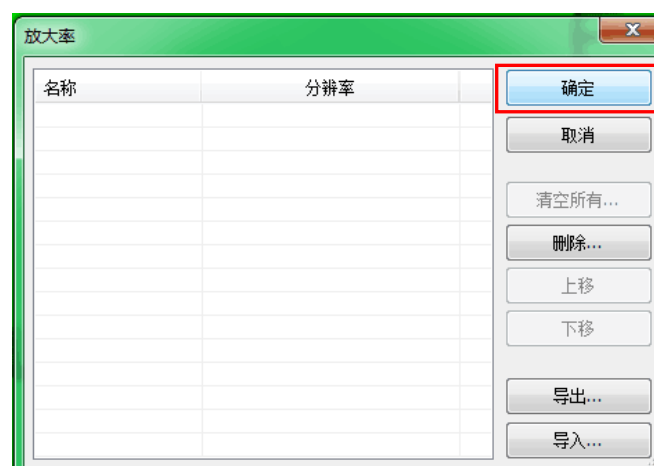 放大率
名称 分辨率
确定
取消
清空所有...
删除...
上移
下移
导出...
导入...